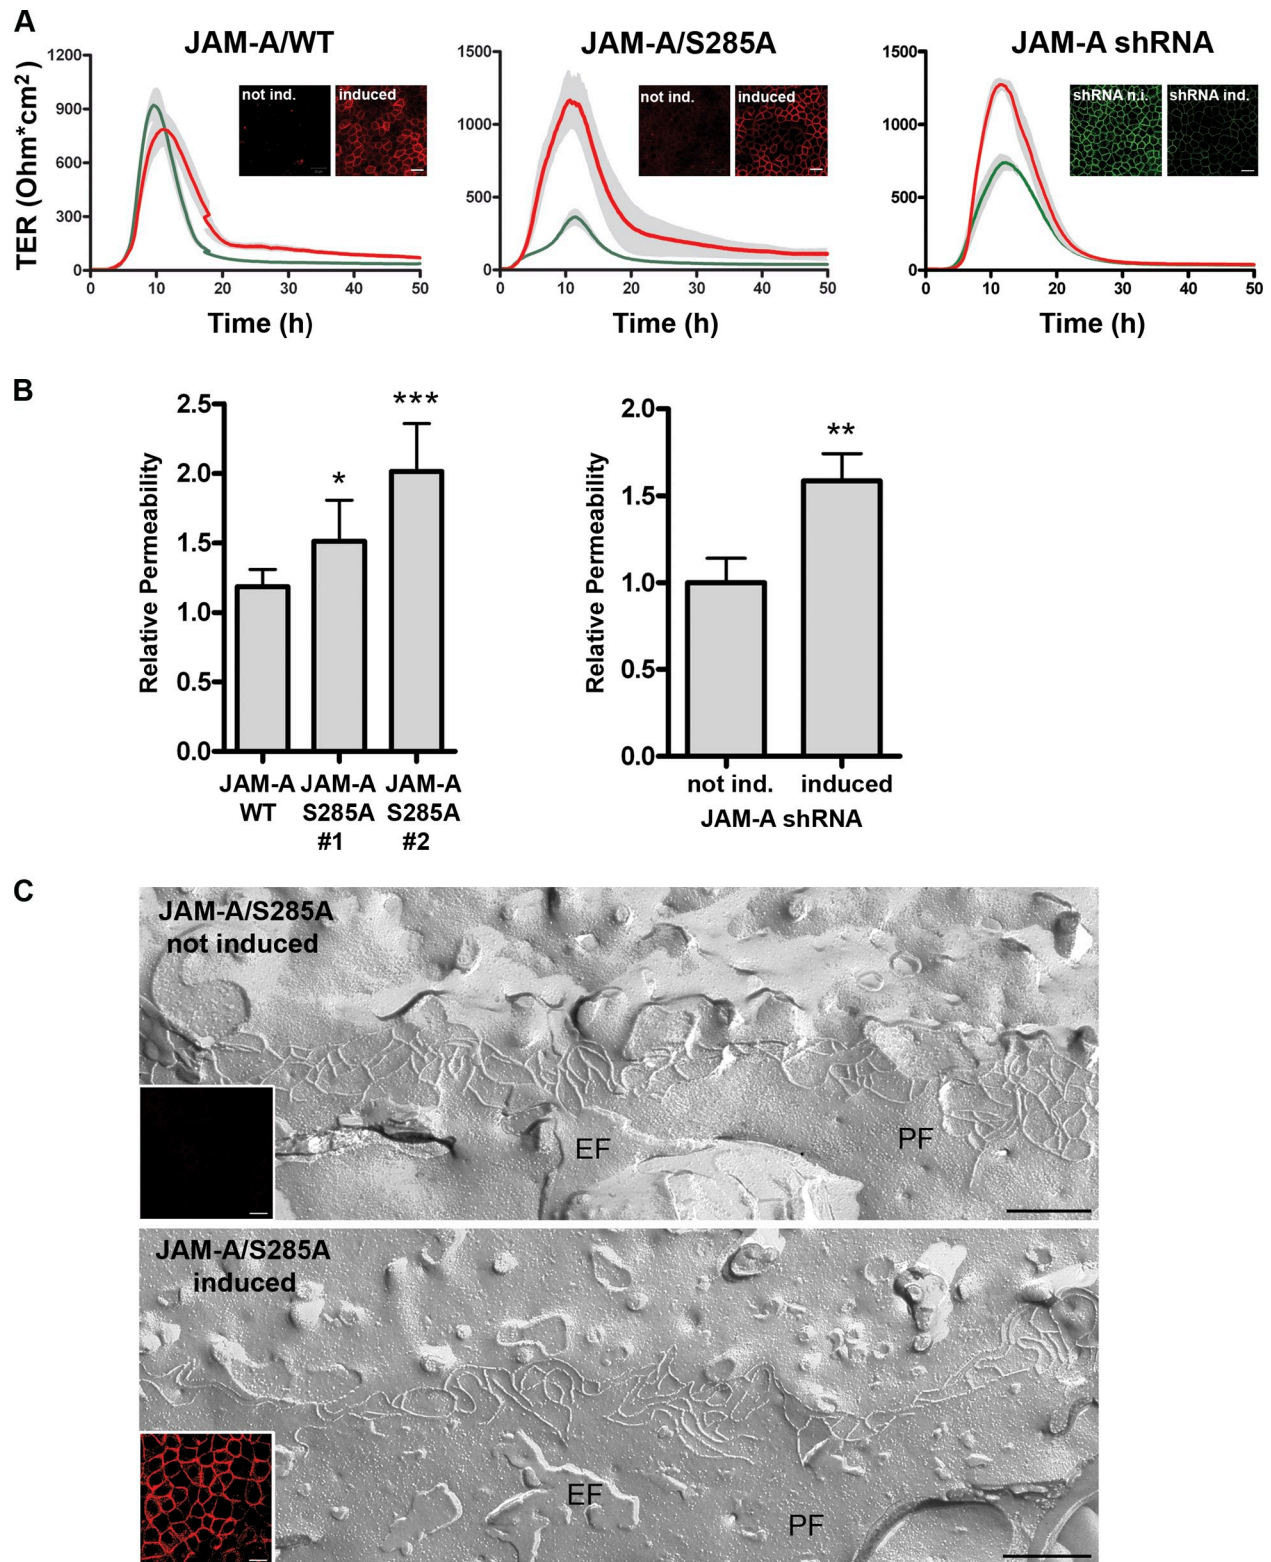 A
JAM-A/WT
JAM-A/S285A
JAM-A shRNA
TER (Ohm*cm²)
1200
900
600
300
0
0 10 20 30 40 50
Time (h)
not ind.
induced
1500
1000
500
0
0 10 20 30 40 50
Time (h)
not ind.
induced
1500
1000
500
0
0 10 20 30 40 50
Time (h)
shRNA n.i.
shRNA ind.
B
Relative Permeability
2.5
2.0
1.5
1.0
0.5
0.0
*
***
JAM-A
WT
JAM-A
S285A
#1
JAM-A
S285A
#2
Relative Permeability
2.0
1.5
1.0
0.5
0.0
**
not ind.
induced
JAM-A shRNA
C
JAM-A/S285A
not induced
EF
PF
JAM-A/S285A
induced
EF
PF